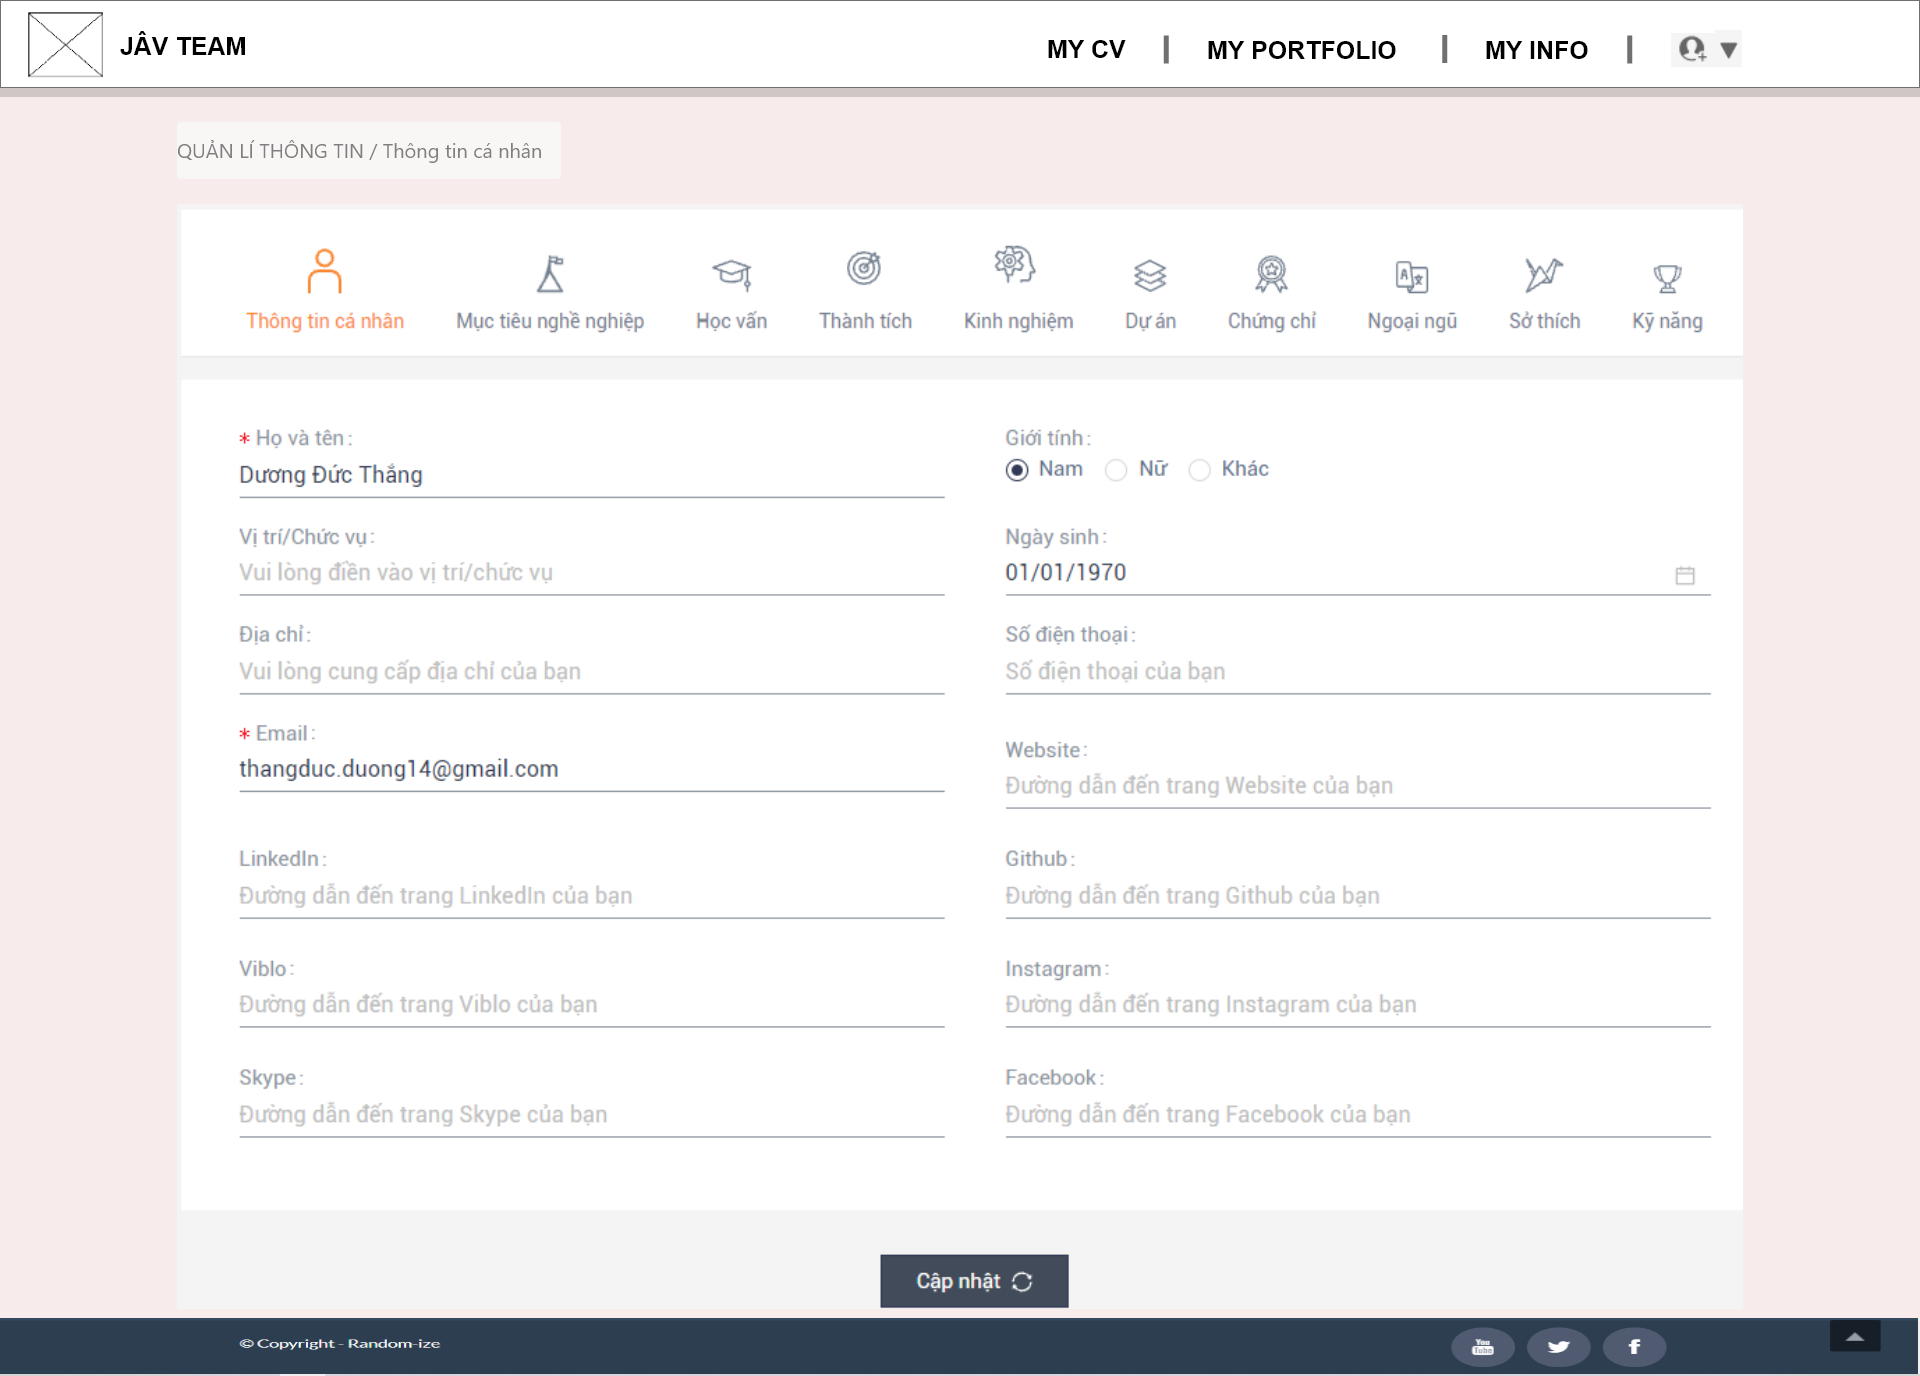 JÂV TEAM
MY CV
MY PORTFOLIO
MY INFO
QUẢN LÍ THÔNG TIN / Thông tin cá nhân
Thông tin cá nhân
Mục tiêu nghề nghiệp
Học vấn
Thành tích
Kinh nghiệm
Dự án
Chứng chỉ
Ngoại ngũ
Sở thích
Kỹ năng
* Họ và tên:
Dương Đức Thắng
Giới tính:
Nam Nữ Khác
Vị trí/Chức vụ:
Vui lòng điền vào vị trí/chức vụ
Ngày sinh:
01/01/1970
Địa chỉ:
Vui lòng cung cấp địa chỉ của bạn
Số điện thoại:
Số điện thoại của bạn
* Email:
thangduc.duong14@gmail.com
Website:
Đường dẫn đến trang Website của bạn
LinkedIn:
Đường dẫn đến trang LinkedIn của bạn
Github:
Đường dẫn đến trang Github của bạn
Viblo:
Đường dẫn đến trang Viblo của bạn
Instagram:
Đường dẫn đến trang Instagram của bạn
Skype:
Đường dẫn đến trang Skype của bạn
Facebook:
Đường dẫn đến trang Facebook của bạn
Cập nhật
© Copyright - Random-ize
You
Tube